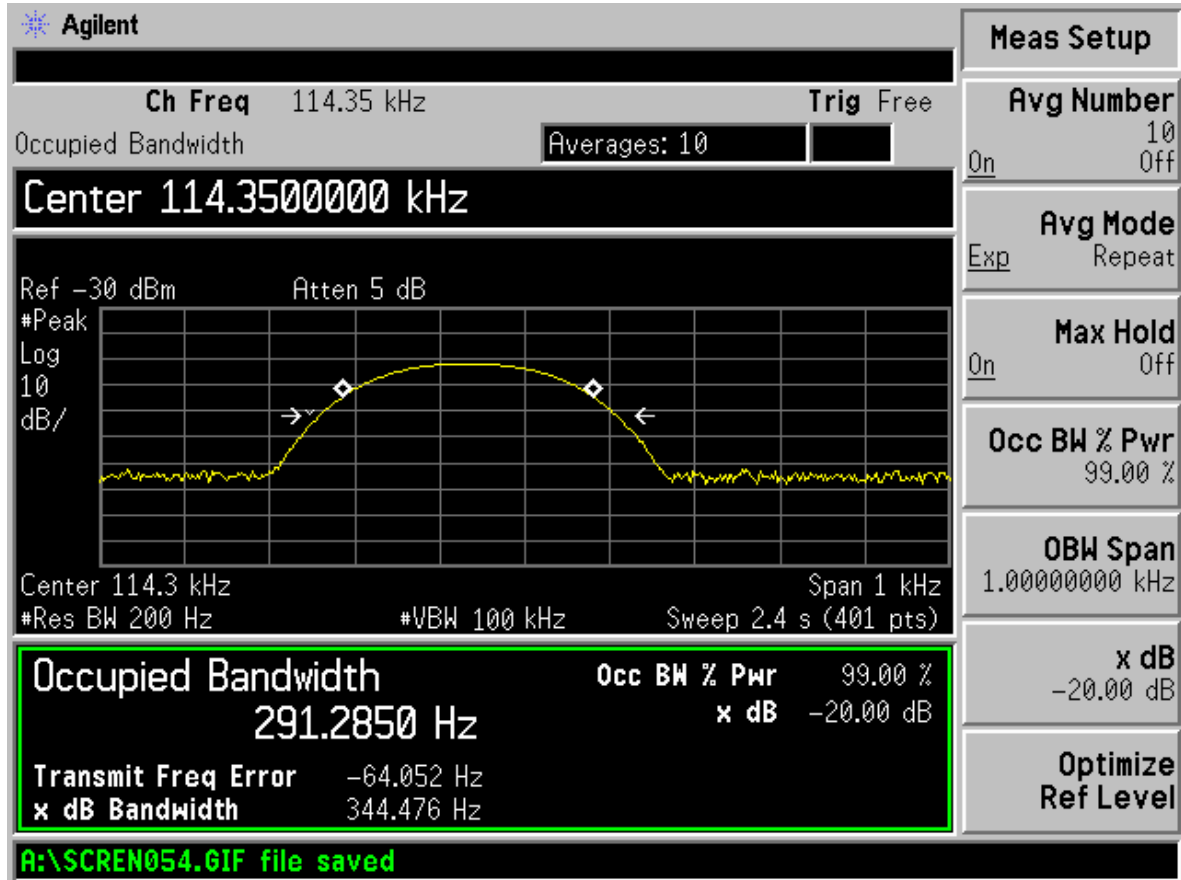 Agilent
Meas Setup
Ch Freq 114.35 kHz Trig Free
Occupied Bandwidth Averages: 10
Center 114.3500000 kHz
Ref -30 dBm Atten 5 dB
#Peak
Log
10
dB/
Center 114.3 kHz Span 1 kHz
#Res BW 200 Hz #VBW 100 kHz Sweep 2.4 s (401 pts)
Occupied Bandwidth
291.2850 Hz
Occ BW % Pwr 99.00 %
x dB -20.00 dB
Transmit Freq Error -64.052 Hz
x dB Bandwidth 344.476 Hz
A:\SCREN054.GIF file saved
Avg Number
10
On Off
Avg Mode
Exp Repeat
Max Hold
On Off
Occ BW % Pwr
99.00 %
OBW Span
1.00000000 kHz
x dB
-20.00 dB
Optimize
Ref Level